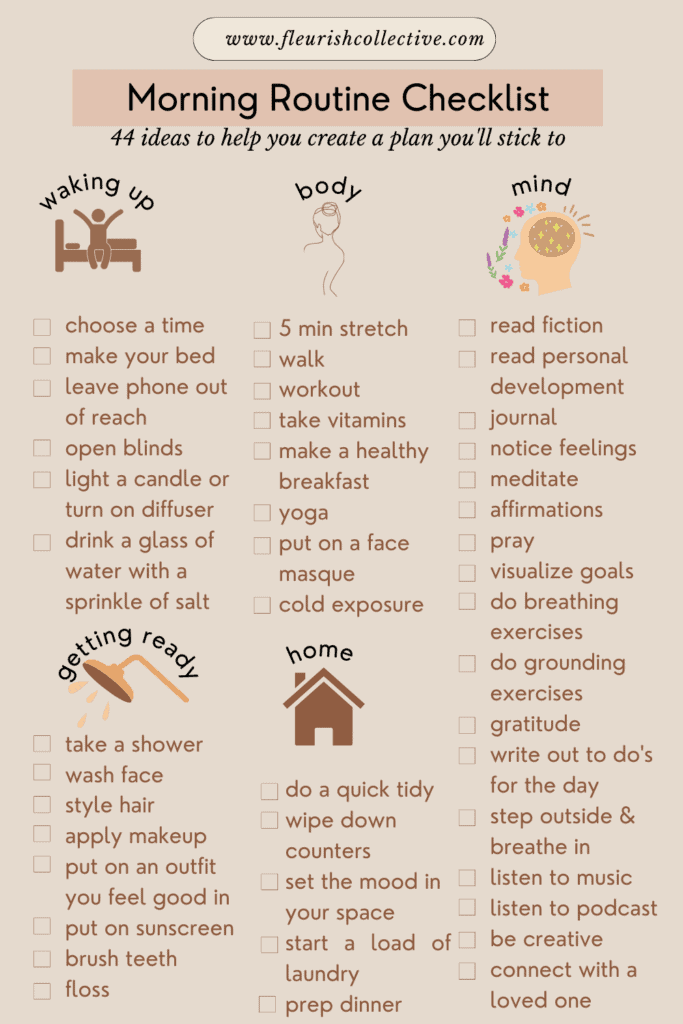 www.fleurishcollective.com
Morning Routine Checklist
44 ideas to help you create a plan you'll stick to
waking up
choose a time
make your bed
leave phone out
of reach
open blinds
light a candle or
turn on diffuser
drink a glass of
water with a
sprinkle of salt
getting ready
take a shower
wash face
style hair
apply makeup
put on an outfit
you feel good in
put on sunscreen
brush teeth
floss
body
5 min stretch
walk
workout
take vitamins
make a healthy
breakfast
yoga
put on a face
masque
cold exposure
home
do a quick tidy
wipe down
counters
set the mood in
your space
start a load of
laundry
prep dinner
mind
read fiction
read personal
development
journal
notice feelings
meditate
affirmations
pray
visualize goals
do breathing
exercises
do grounding
exercises
gratitude
write out to do's
for the day
step outside &
breathe in
listen to music
listen to podcast
be creative
connect with a
loved one